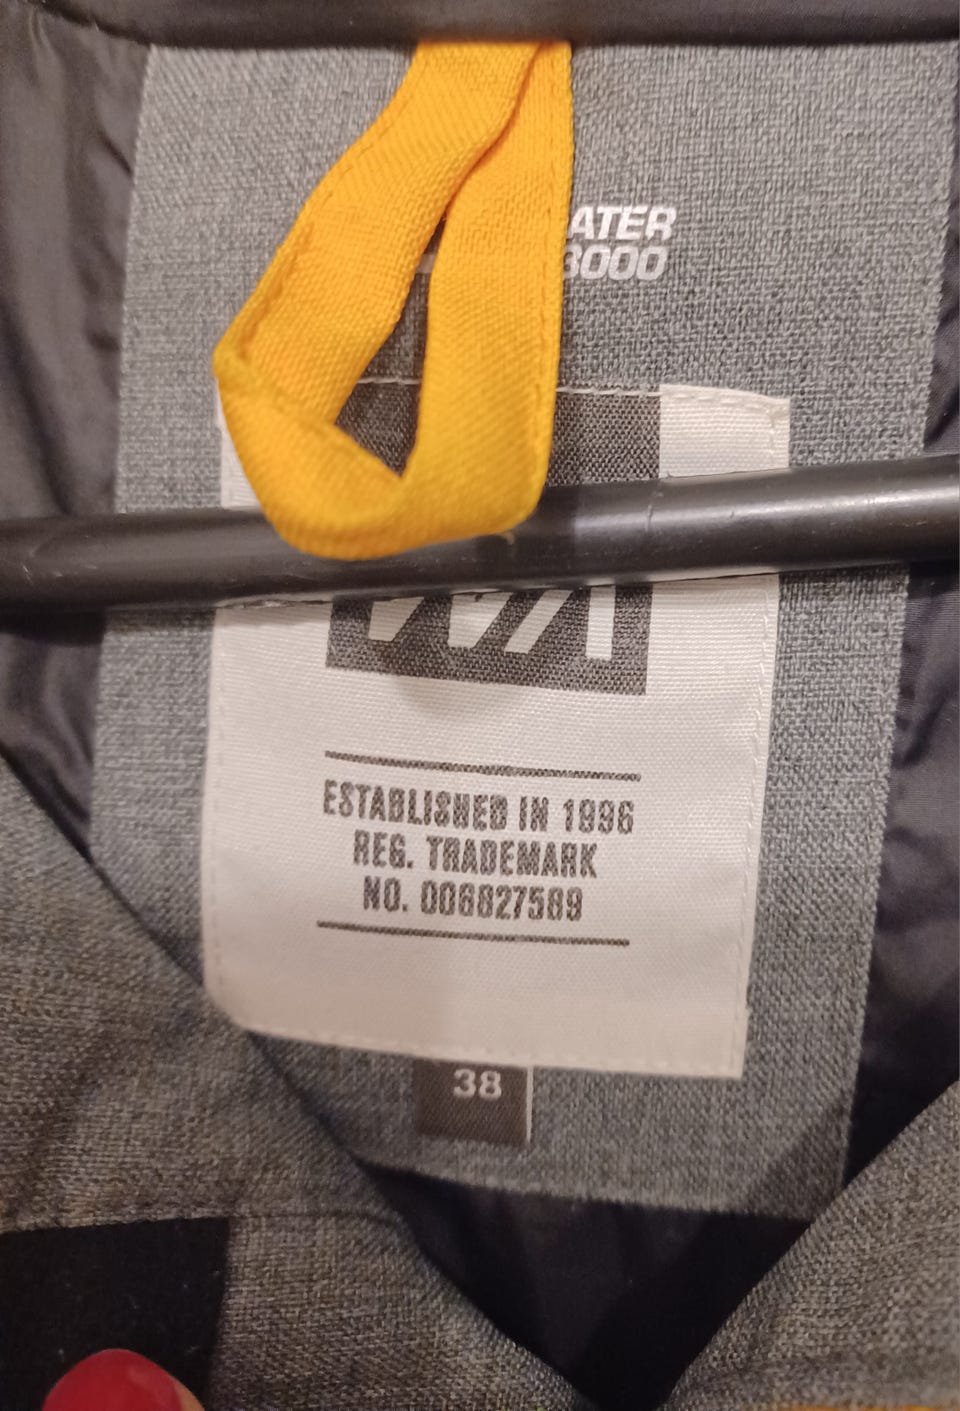 ATER
3000
ESTABLISHED IN 1996
REG. TRADEMARK
NO. 006827589
38